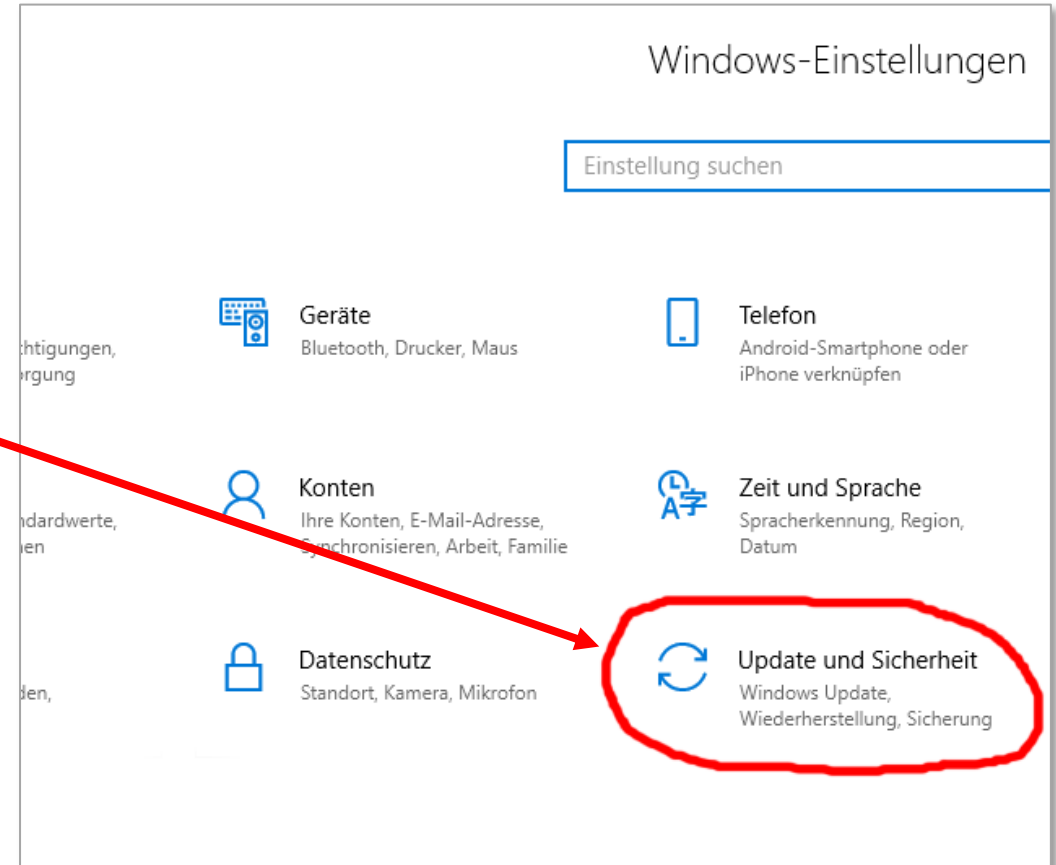 Windows-Einstellungen
Einstellung suchen
Geräte
Bluetooth, Drucker, Maus
Telefon
Android-Smartphone oder
iPhone verknüpfen
Konten
Ihre Konten, E-Mail-Adresse,
Synchronisieren, Arbeit, Familie
Zeit und Sprache
Spracherkennung, Region,
Datum
Datenschutz
Standort, Kamera, Mikrofon
Update und Sicherheit
Windows Update,
Wiederherstellung, Sicherung